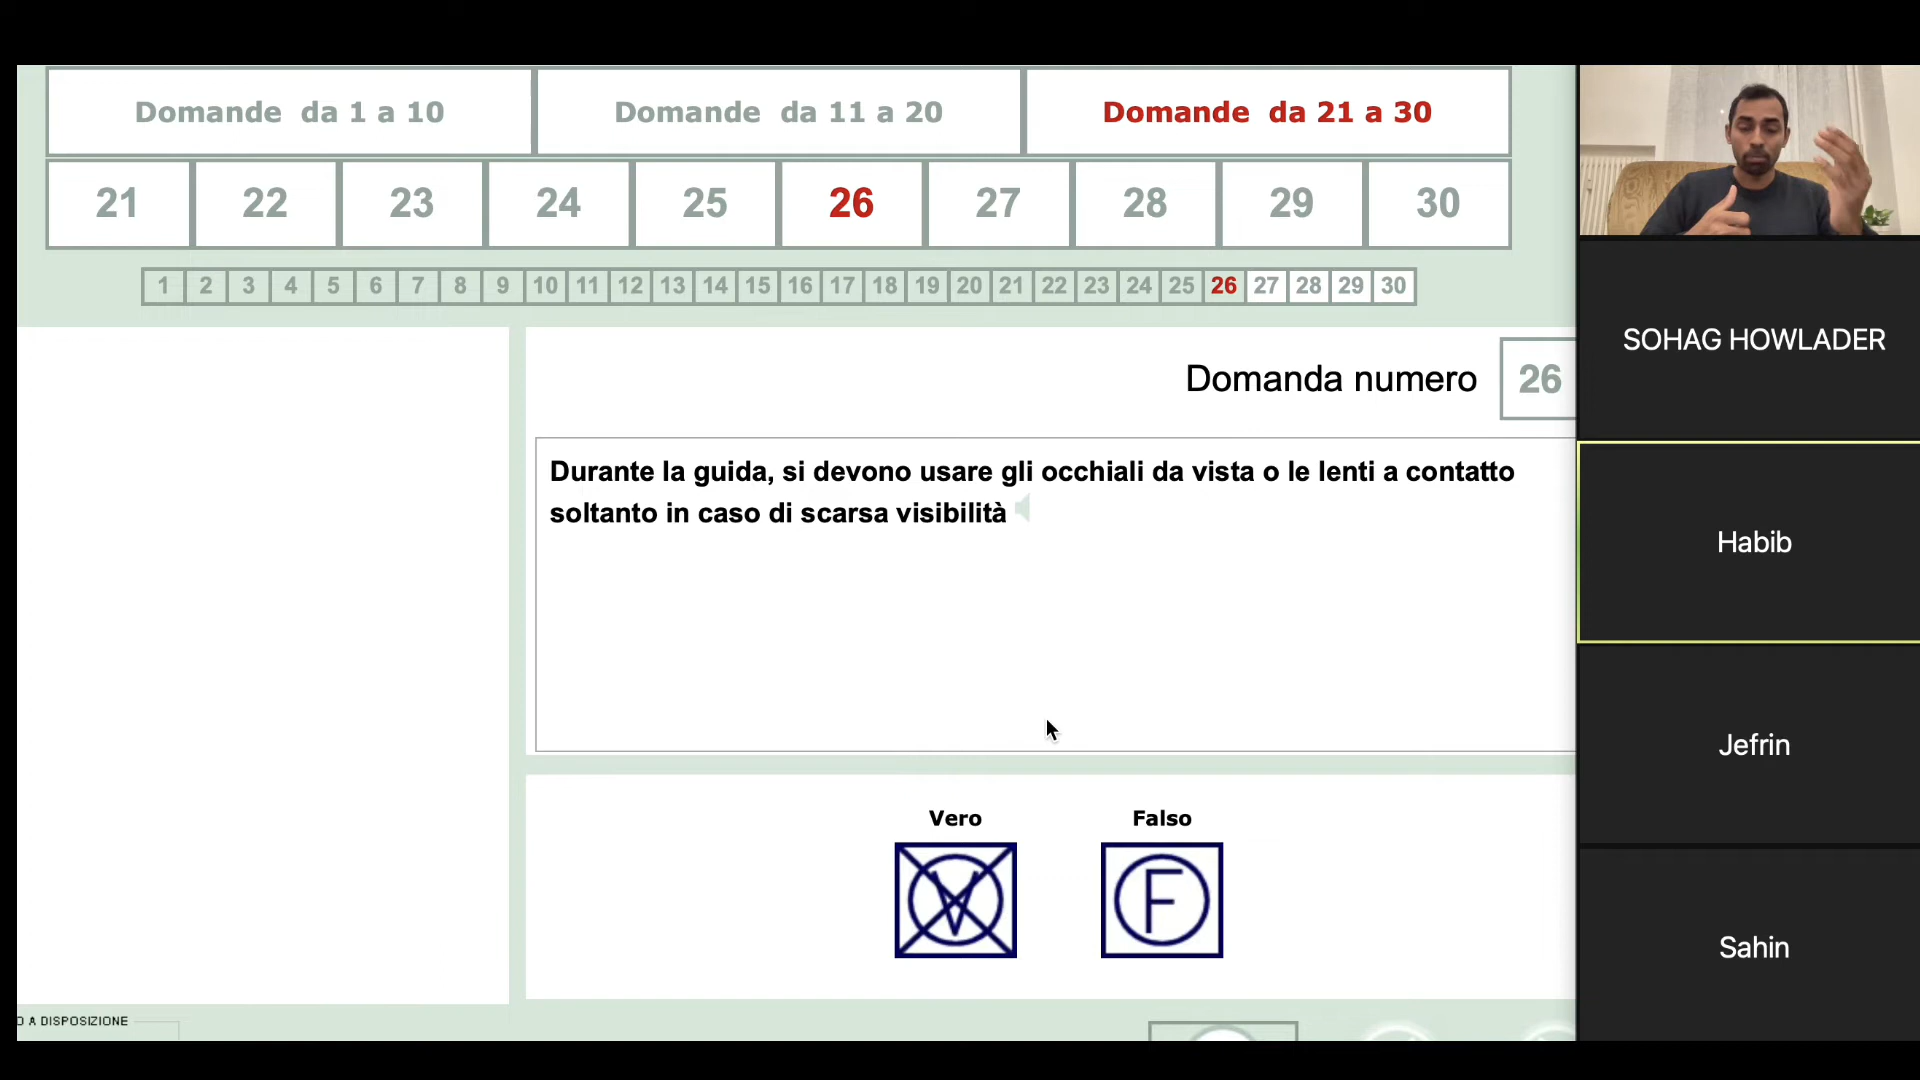 Domande da 1 a 10
Domande da 11 a 20
Domande da 21 a 30
21 22 23 24 25 26 27 28 29 30
1 2 3 4 5 6 7 8 9 10 11 12 13 14 15 16 17 18 19 20 21 22 23 24 25 26 27 28 29 30
Domanda numero 26
Durante la guida, si devono usare gli occhiali da vista o le lenti a contatto
soltanto in caso di scarsa visibilità
Vero
Falso
V
F
O A DISPOSIZIONE
SOHAG HOWLADER
Habib
Jefrin
Sahin